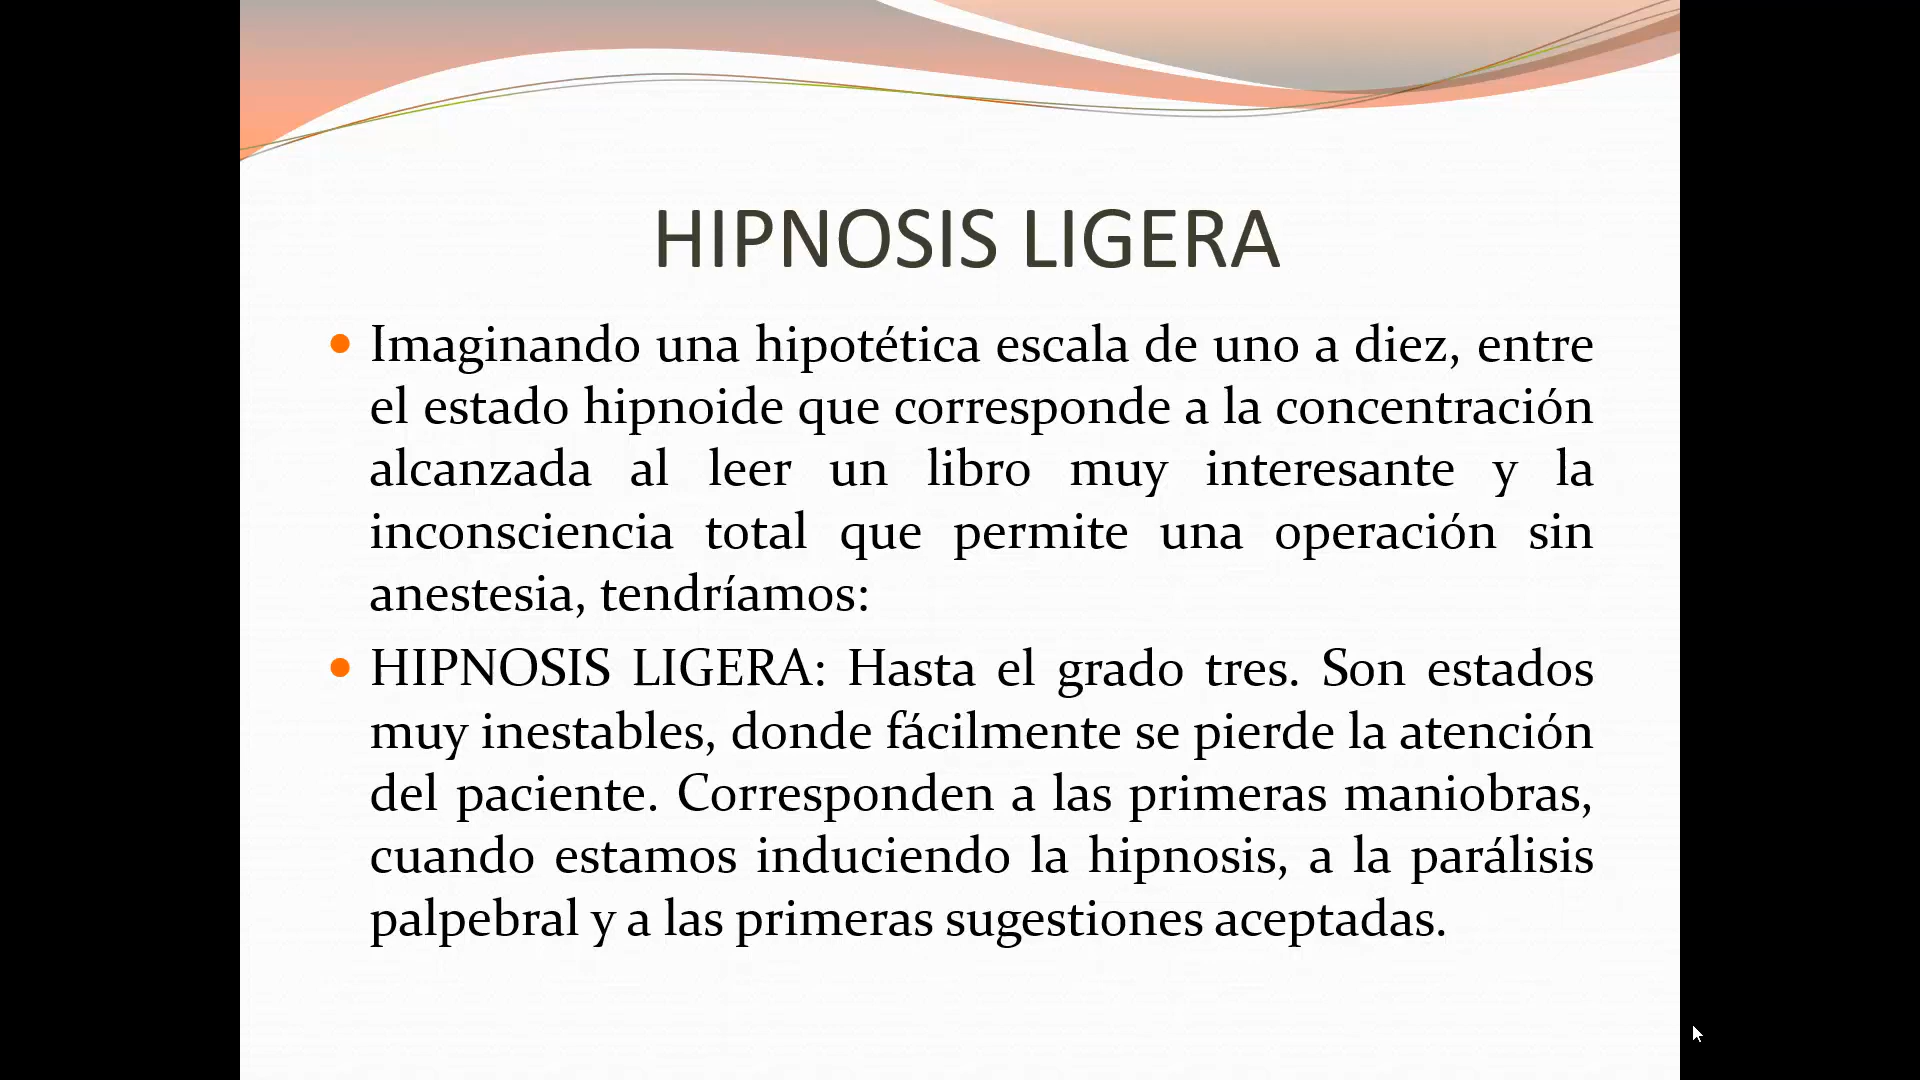 HIPNOSIS LIGERA
Imaginando una hipotética escala de uno a diez, entre
el estado hipnoide que corresponde a la concentración
alcanzada al leer un libro muy interesante y la
inconsciencia total que permite una operación sin
anestesia, tendríamos:
HIPNOSIS LIGERA: Hasta el grado tres. Son estados
muy inestables, donde fácilmente se pierde la atención
del paciente. Corresponden a las primeras maniobras,
cuando estamos induciendo la hipnosis, a la parálisis
palpebral y a las primeras sugestiones aceptadas.